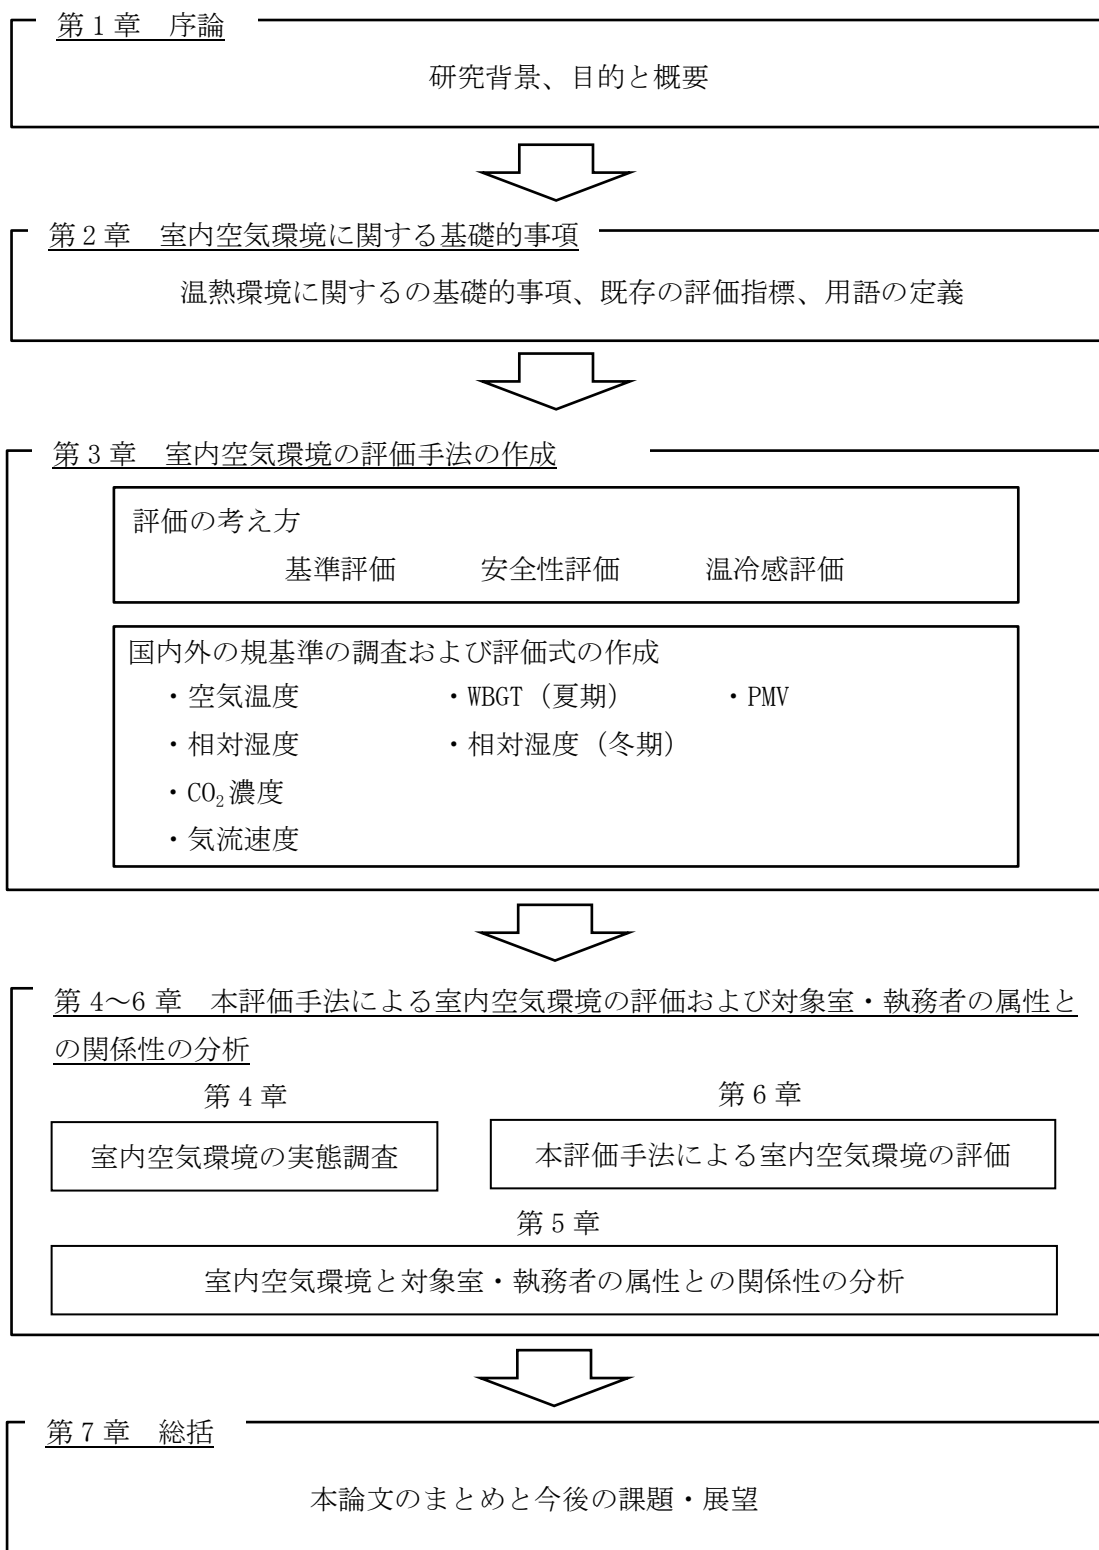 第1章　序論
研究背景、目的と概要
第2章　室内空気環境に関する基礎的事項
温熱環境に関するの基礎的事項、既存の評価指標、用語の定義
第3章　室内空気環境の評価手法の作成
評価の考え方
基準評価　安全性評価　温冷感評価
国内外の規基準の調査および評価式の作成
・空気温度　・WBGT（夏期）　・PMV
・相対湿度　・相対湿度（冬期）
・CO₂濃度
・気流速度
第4～6章　本評価手法による室内空気環境の評価および対象室・執務者の属性と
の関係性の分析
第4章　第6章
室内空気環境の実態調査　本評価手法による室内空気環境の評価
第5章
室内空気環境と対象室・執務者の属性との関係性の分析
第7章　総括
本論文のまとめと今後の課題・展望